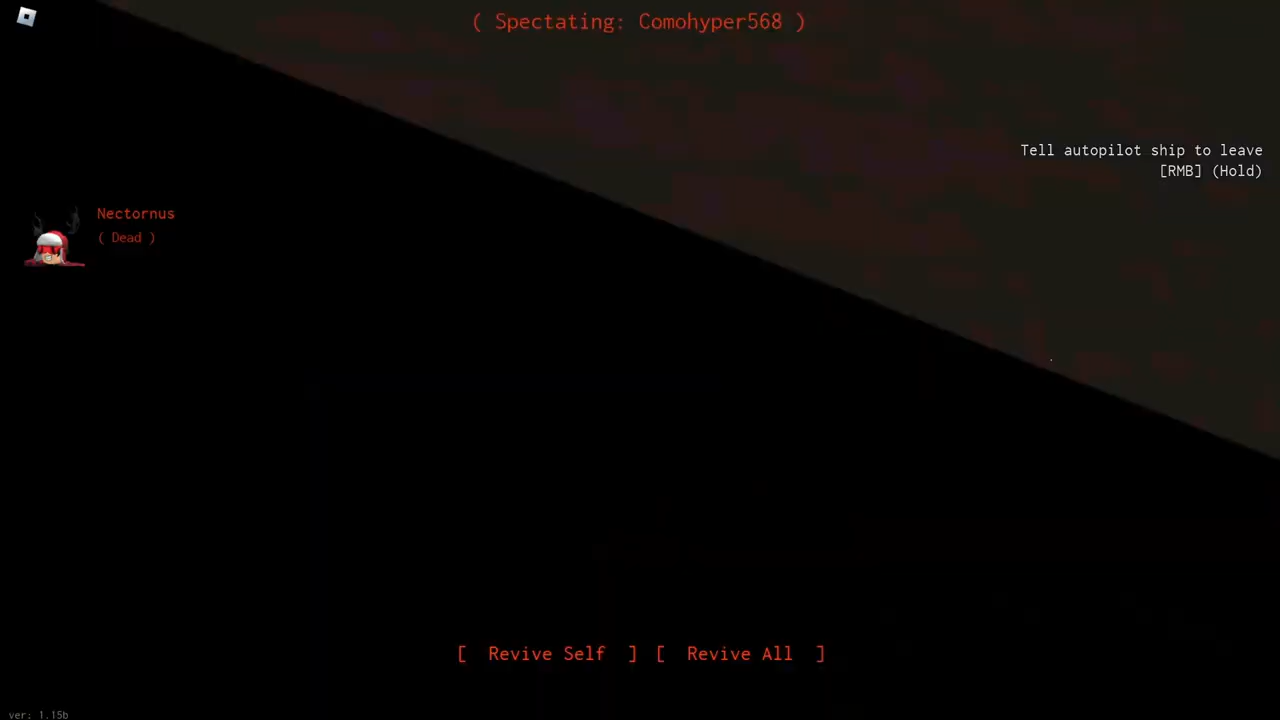 ( Spectating: Comohyper568 )
Tell autopilot ship to leave
[RMB] (Hold)
Nectornus
( Dead )
[ Revive Self ] [ Revive All ]
ver: 1.15b